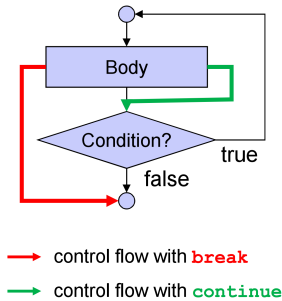 Body
Condition?
true
false
control flow with break
control flow with continue